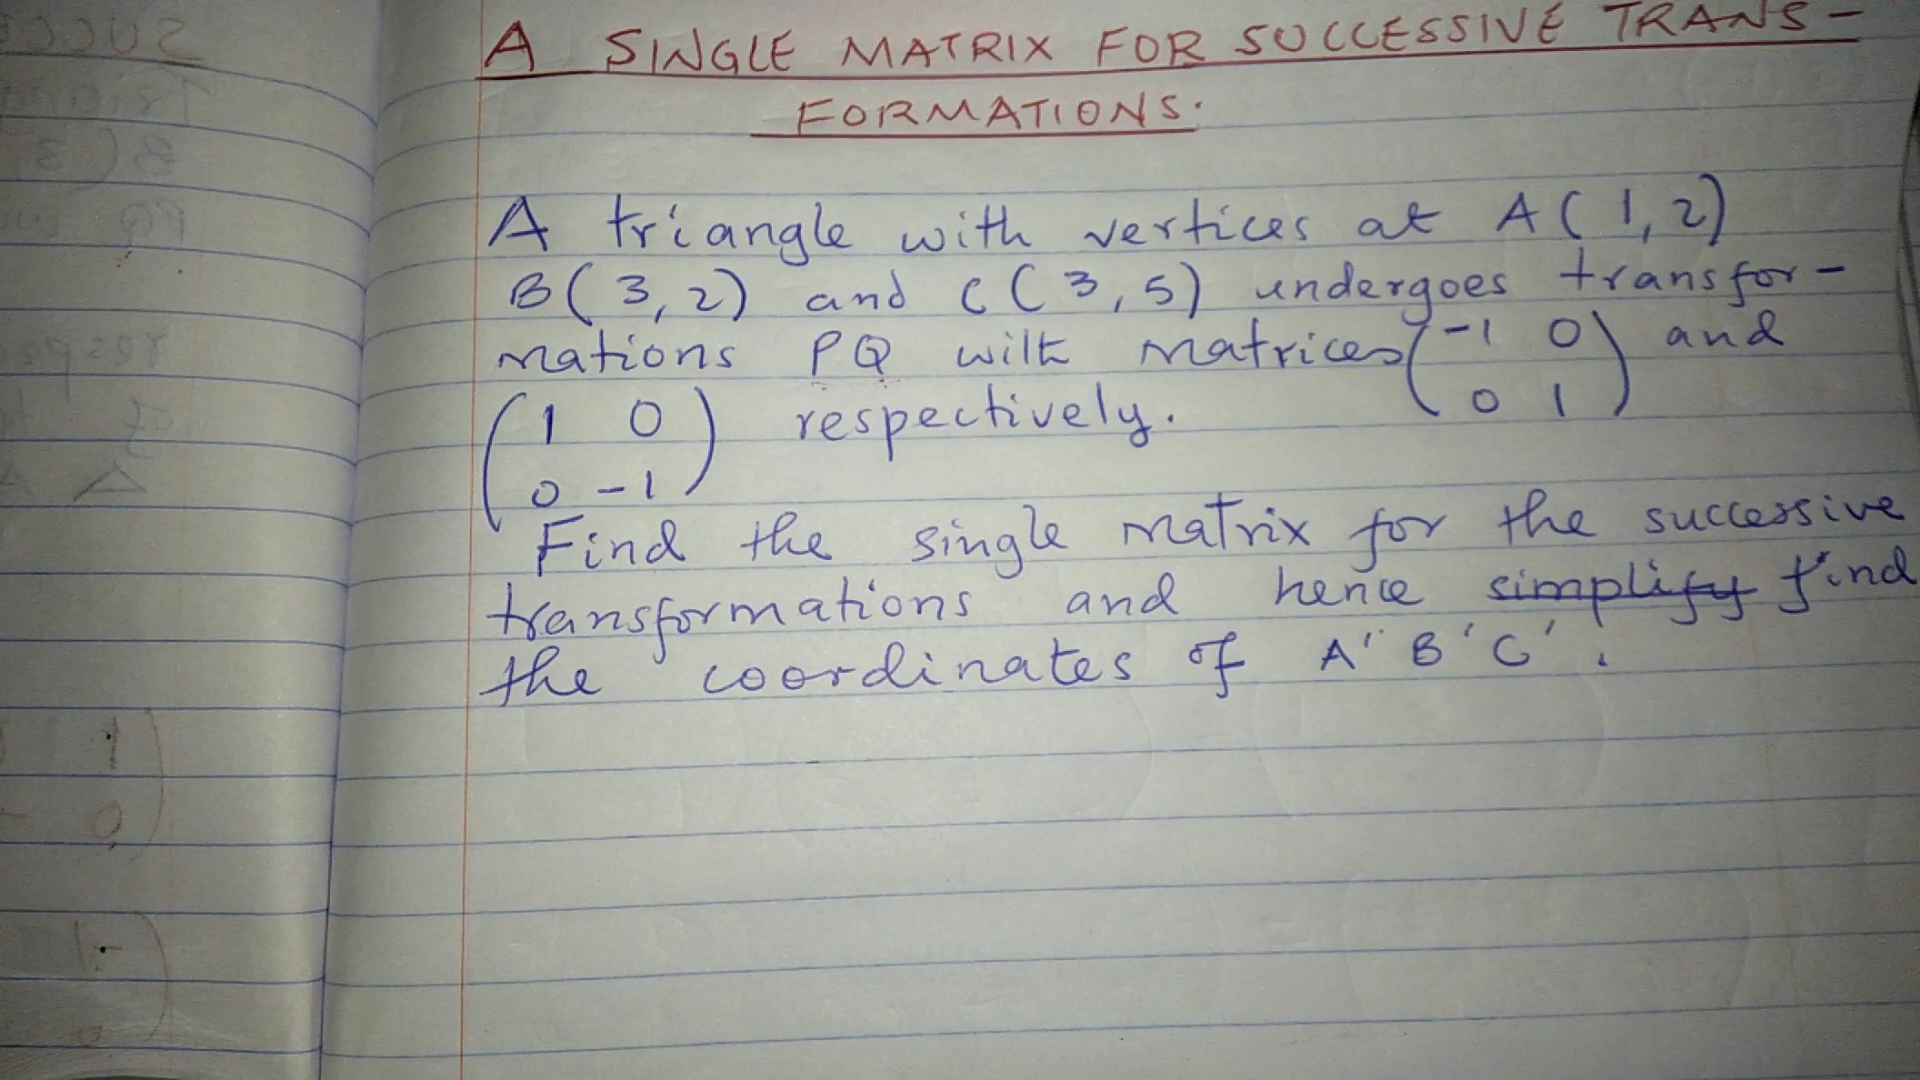 A SINGLE MATRIX FOR SUCCESSIVE TRANS-
FORMATIONS.
A triangle with vertices at A(1,2)
B(3,2) and C(3,5) undergoes transfor-
mations PQ with matrices (-1 0 and
0 1)
(1 0 respectively.
0 -1)
Find the single matrix for the successive
transformations and hence simplify find
the coordinates of A' B' C'.